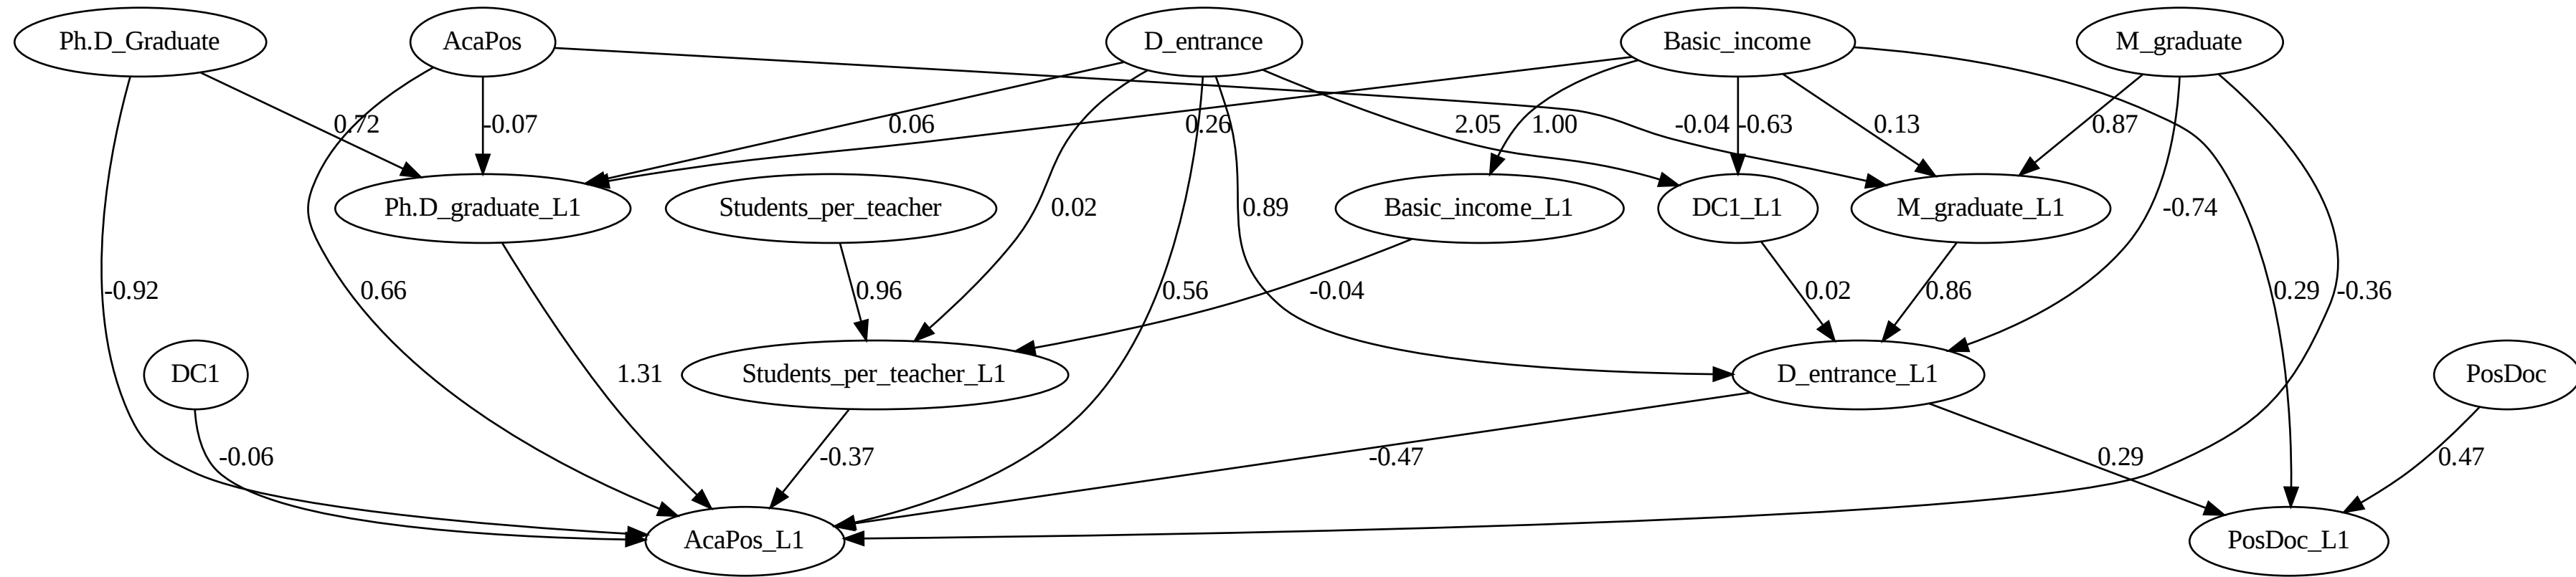 Ph.D_Graduate
AcaPos
D_entrance
Basic_income
M_graduate
0.72
-0.07
0.06
0.26
2.05
1.00
-0.04
-0.63
0.13
0.87
Ph.D_graduate_L1
Students_per_teacher
0.02
0.89
Basic_income_L1
DC1_L1
M_graduate_L1
-0.74
-0.92
0.66
0.96
0.56
-0.04
0.02
0.86
0.29
-0.36
DC1
1.31
Students_per_teacher_L1
D_entrance_L1
PosDoc
-0.06
-0.37
-0.47
0.29
0.47
AcaPos_L1
PosDoc_L1